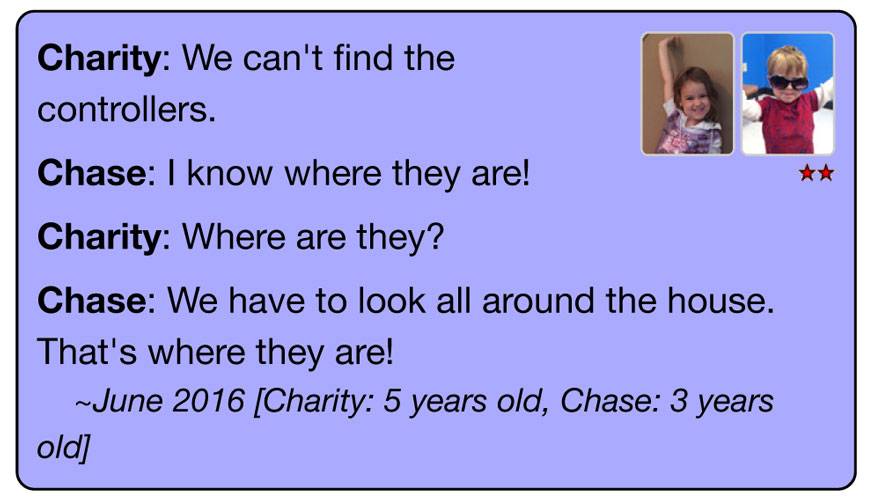 Charity: We can't find the
controllers.
Chase: I know where they are!
Charity: Where are they?
Chase: We have to look all around the house.
That's where they are!
~June 2016 [Charity: 5 years old, Chase: 3 years
old]